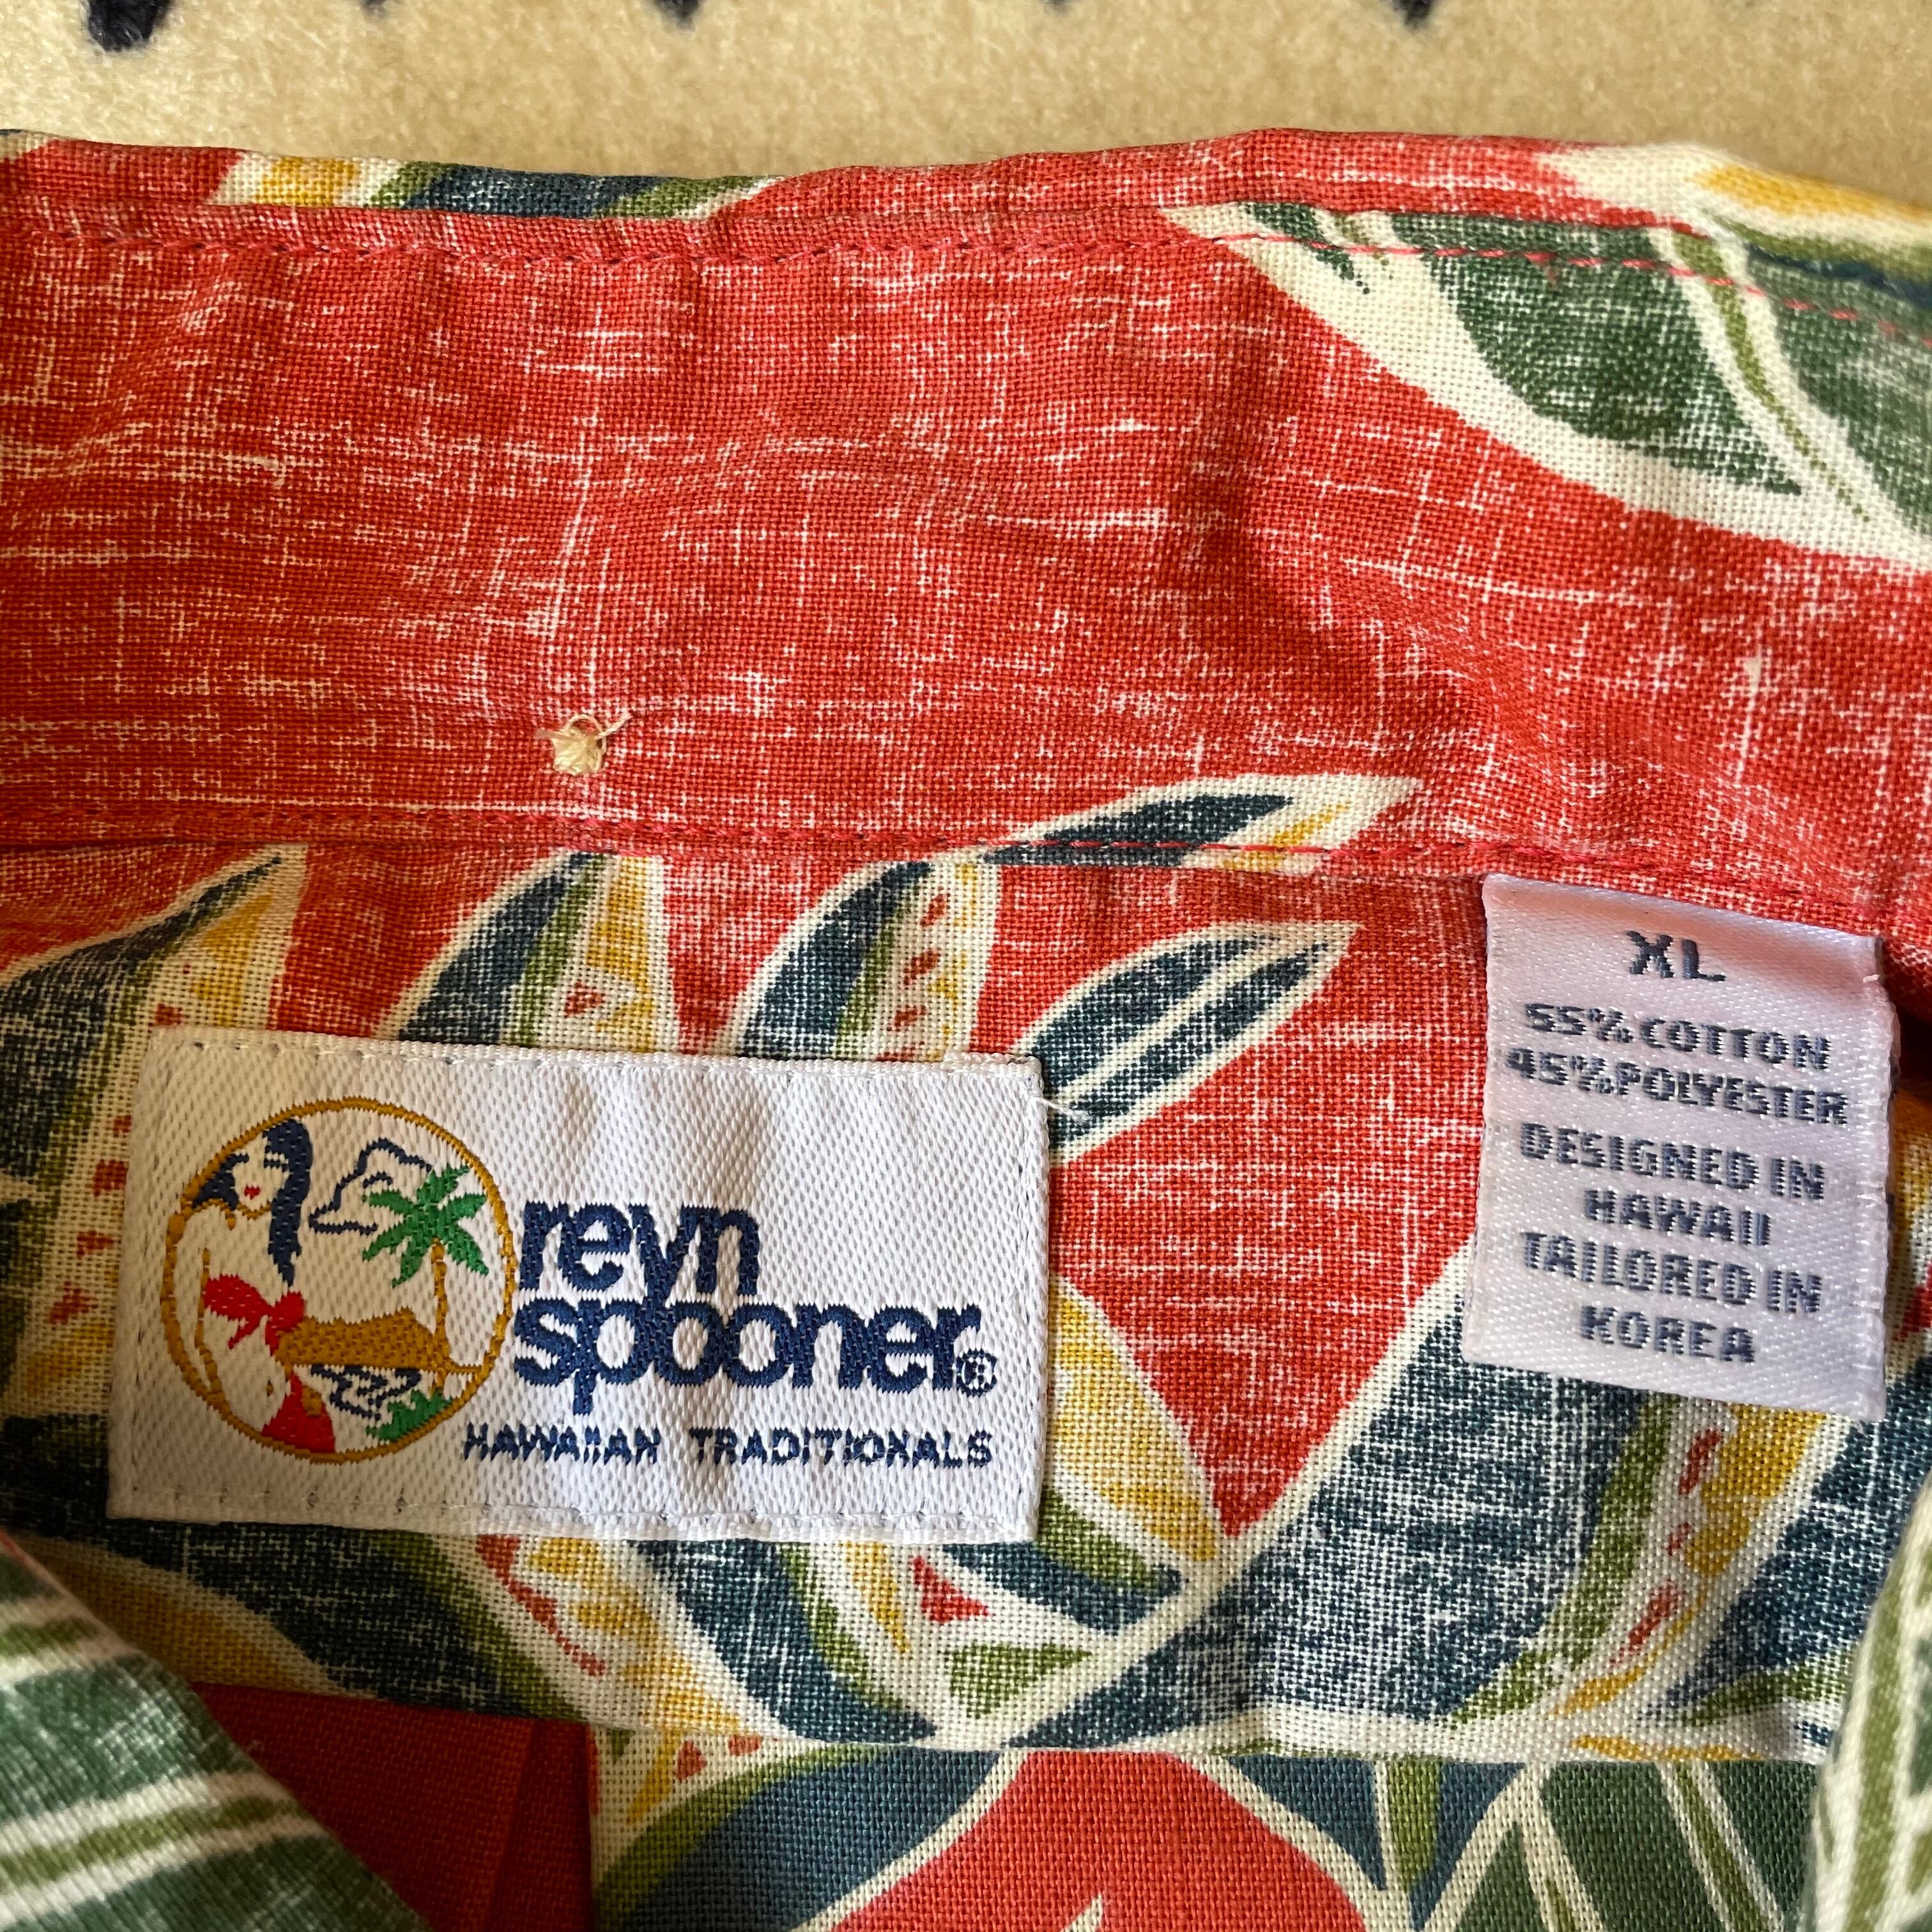 reyn
spooner®
HAWAIIAN TRADITIONALS
XL
55% COTTON
45% POLYESTER
DESIGNED IN
HAWAII
TAILORED IN
KOREA